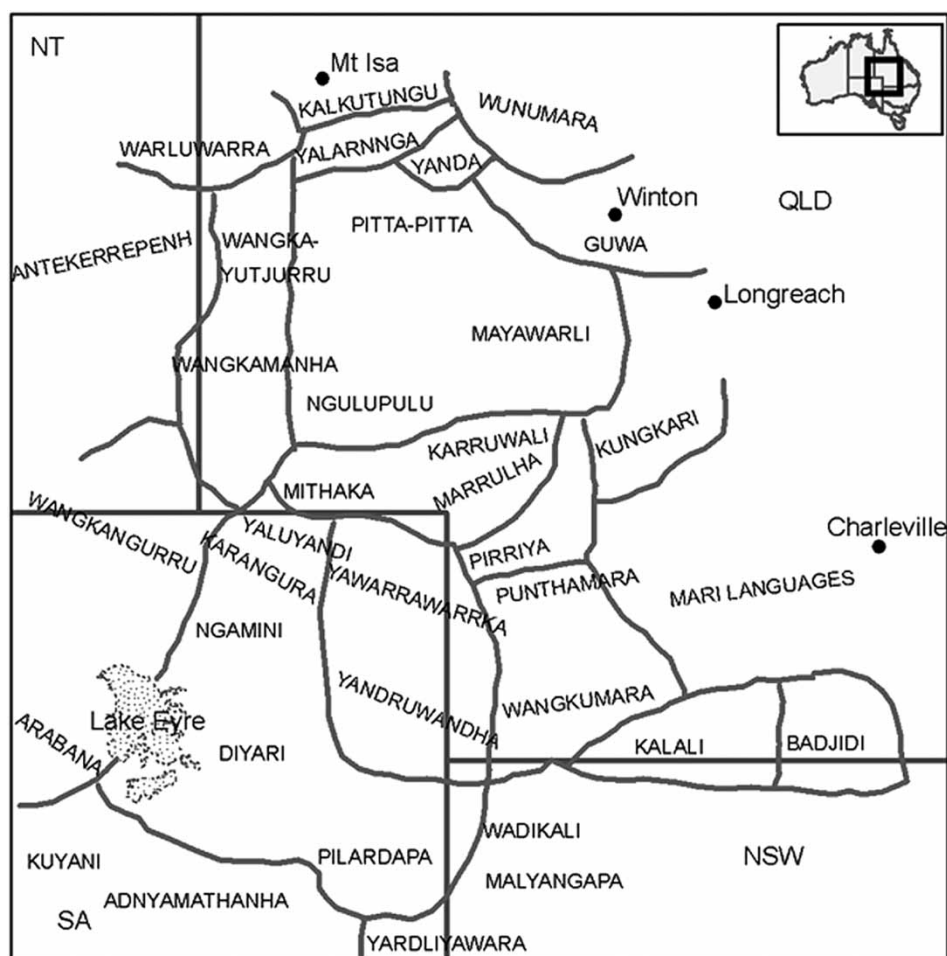 NT
Mt Isa
KALKUTUNGU
WUNUMARA
WARLUWARRA
YALARNNGA
YANDA
Winton
QLD
PITTA-PITTA
GUWA
ANTEKERREPENH
WANGKA-
YUTJURRU
Longreach
MAYAWARLI
WANGKAMANHA
NGULUPULU
KARRUWALI
KUNGKARI
MARRULHA
MITHAKA
WANGKANGURRU
KARANGURA
YALUYANDI
YAWARRAWARRKA
PIRRIYA
PUNTHAMARA
Charleville
MARI LANGUAGES
NGAMINI
YANDRUWANDHA
WANGKUMARA
Lake Eyre
ARABANA
DIYARI
KALALI
BADJIDI
WADIKALI
KUYANI
PILARDAPA
NSW
MALYANGAPA
ADNYAMATHANHA
SA
YARDLIYAWARA